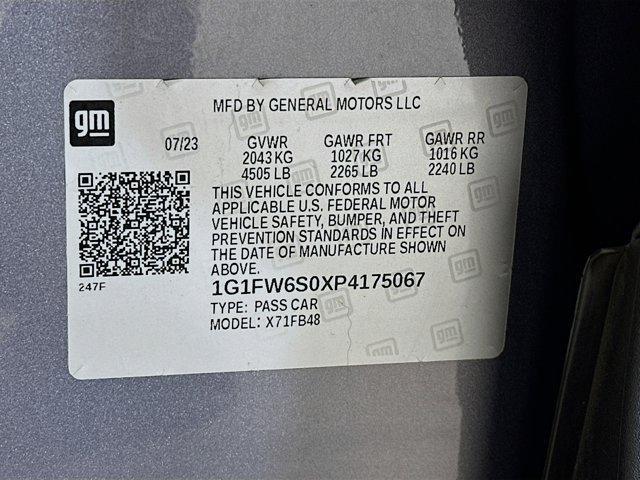 gm
MFD BY GENERAL MOTORS LLC
07/23 GVWR GAWR FRT GAWR RR
2043 KG 1027 KG 1016 KG
4505 LB 2265 LB 2240 LB
THIS VEHICLE CONFORMS TO ALL
APPLICABLE U.S. FEDERAL MOTOR
VEHICLE SAFETY, BUMPER, AND THEFT
PREVENTION STANDARDS IN EFFECT ON
THE DATE OF MANUFACTURE SHOWN
ABOVE.
247F
1G1FW6S0XP4175067
TYPE: PASS CAR
MODEL: X71FB48